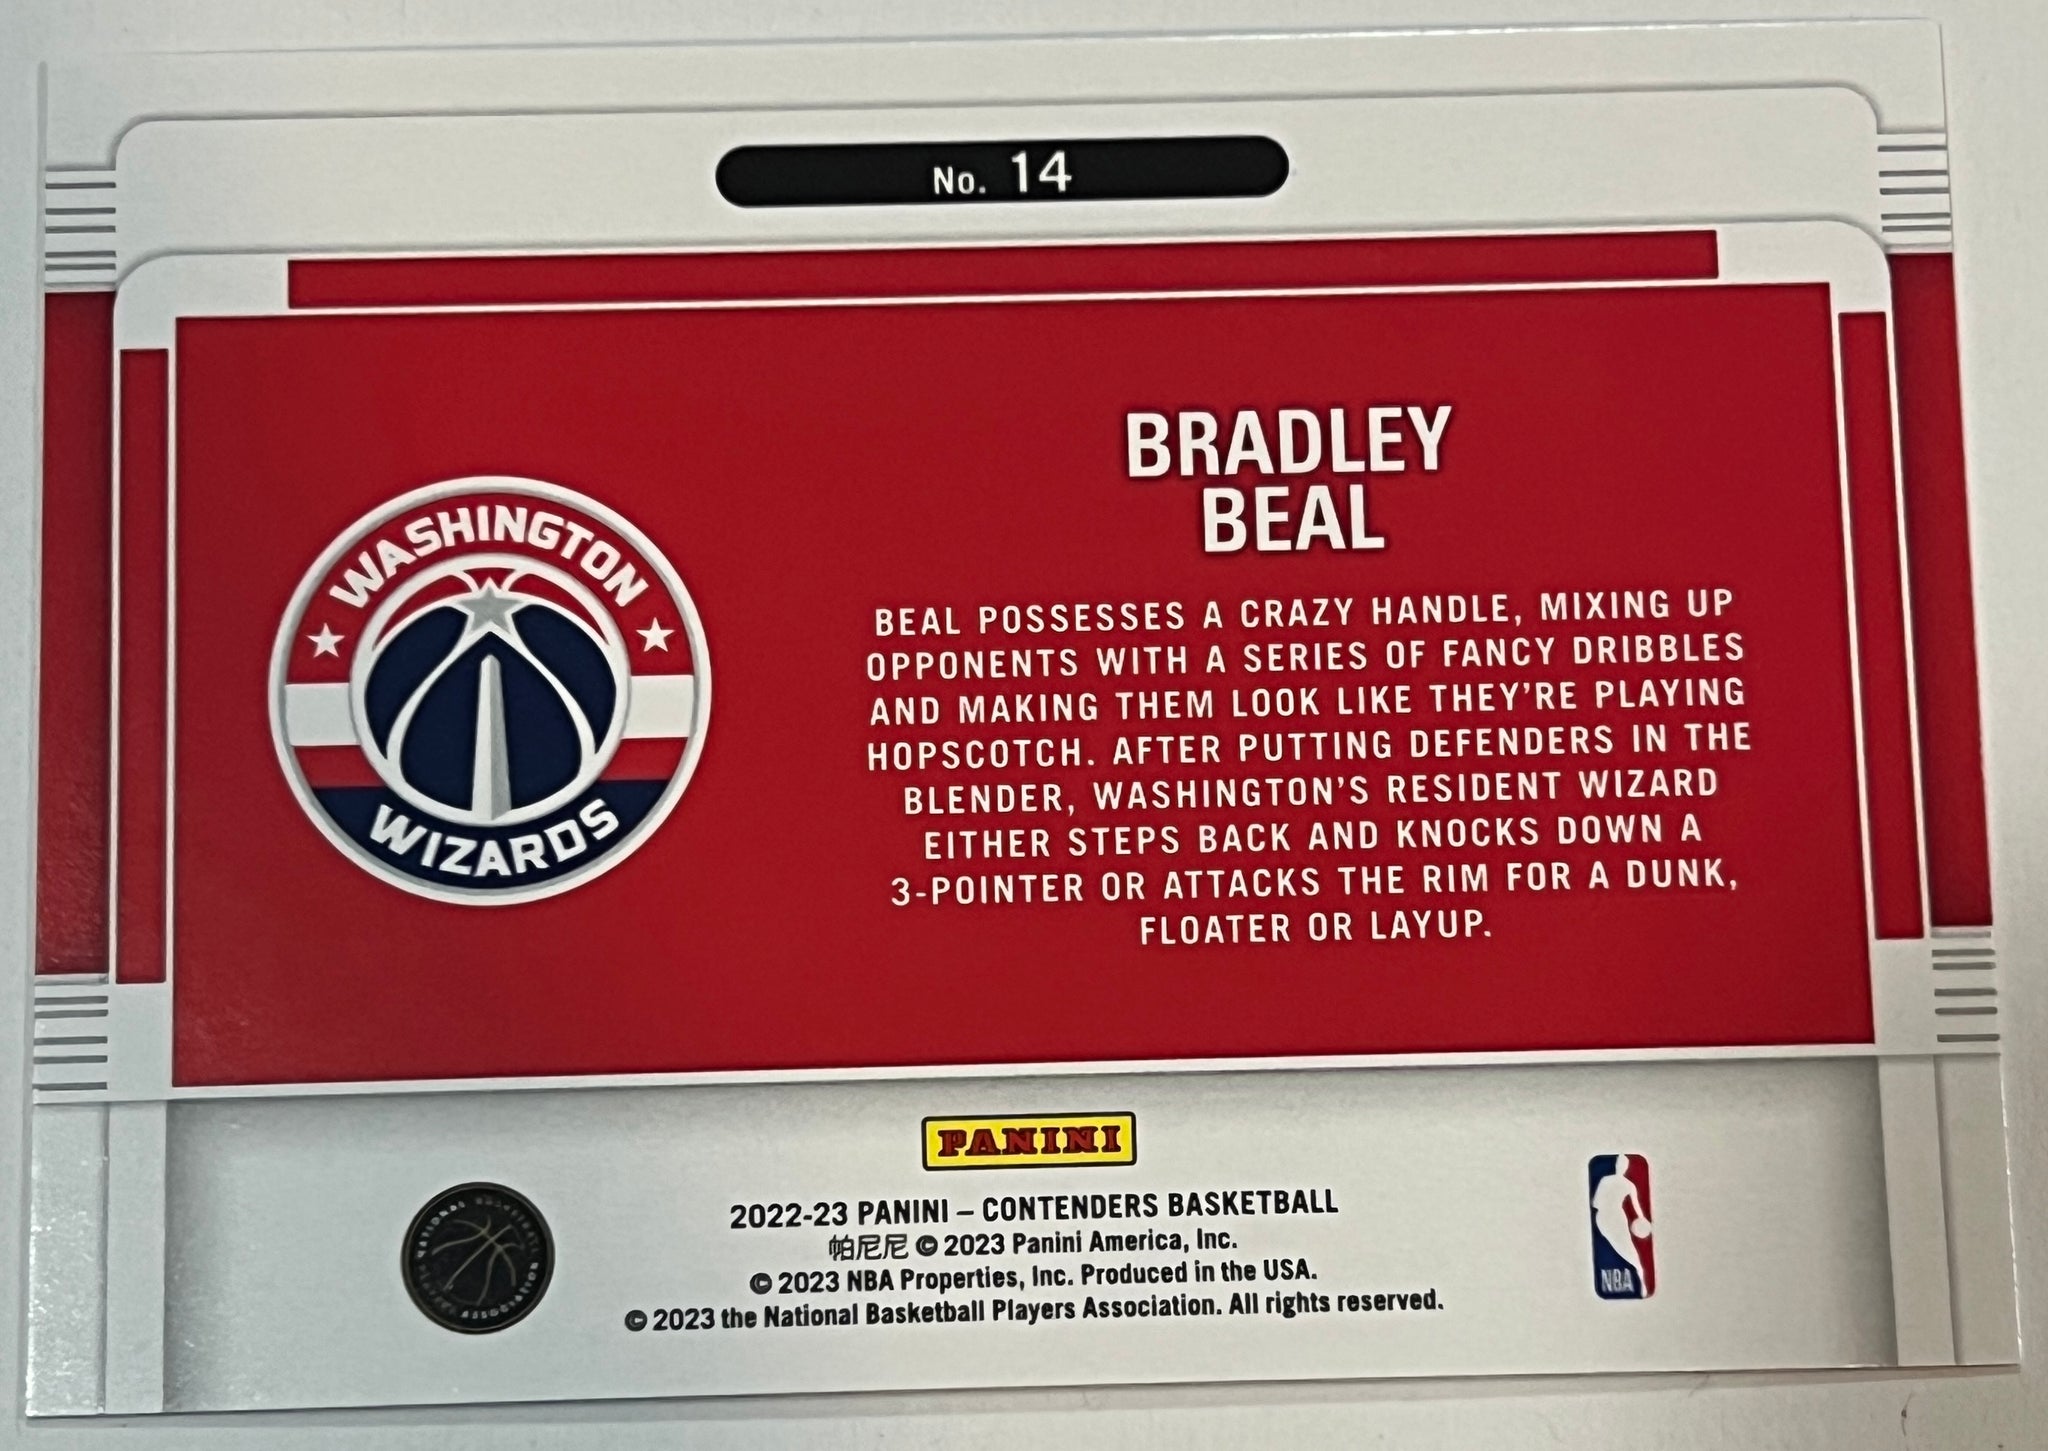 No. 14
WASHINGTON
WIZARDS
BRADLEY
BEAL
BEAL POSSESSES A CRAZY HANDLE, MIXING UP
OPPONENTS WITH A SERIES OF FANCY DRIBBLES
AND MAKING THEM LOOK LIKE THEY'RE PLAYING
HOPSCOTCH. AFTER PUTTING DEFENDERS IN THE
BLENDER, WASHINGTON'S RESIDENT WIZARD
EITHER STEPS BACK AND KNOCKS DOWN A
3-POINTER OR ATTACKS THE RIM FOR A DUNK,
FLOATER OR LAYUP.
PANINI
2022-23 PANINI – CONTENDERS BASKETBALL
帕尼尼 © 2023 Panini America, Inc.
© 2023 NBA Properties, Inc. Produced in the USA.
© 2023 the National Basketball Players Association. All rights reserved.
NATIONAL BASKETBALL
PLAYERS ASSOCIATION
NBA